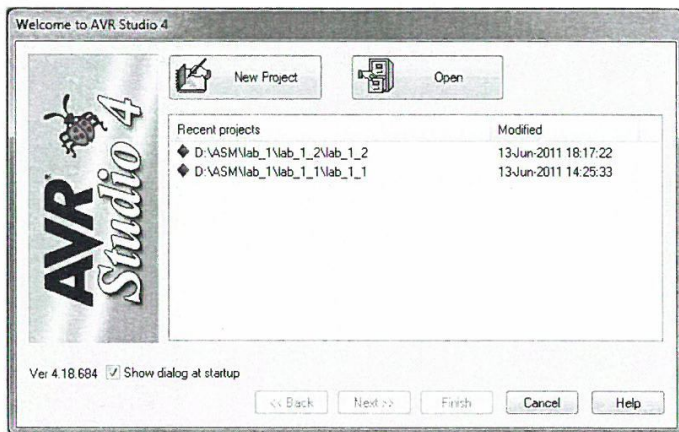 Welcome to AVR Studio 4
New Project
Open
AVR Studio 4
Recent projects Modified
D:\ASM\lab_1\lab_1_2\lab_1_2 13-Jun-2011 18:17:22
D:\ASM\lab_1\lab_1_1\lab_1_1 13-Jun-2011 14:25:33
Ver 4.18.684 Show dialog at startup
<< Back Next >> Finish Cancel Help